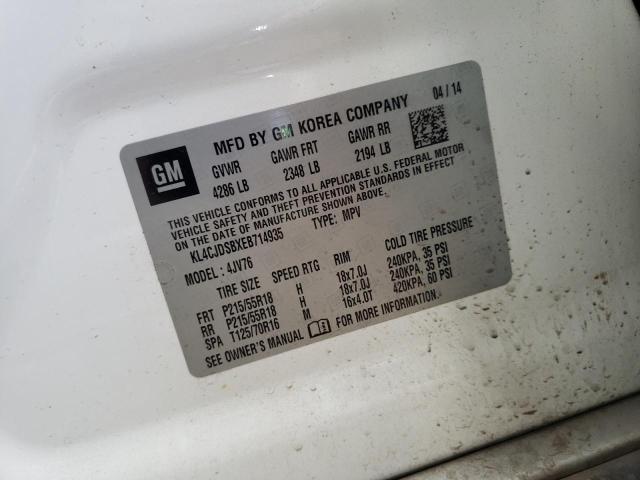 GM
MFD BY GM KOREA COMPANY 04/14
GVWR GAWR FRT GAWR RR
4286 LB 2348 LB 2194 LB
THIS VEHICLE CONFORMS TO ALL APPLICABLE U.S. FEDERAL MOTOR
VEHICLE SAFETY AND THEFT PREVENTION STANDARDS IN EFFECT
ON THE DATE OF MANUFACTURE SHOWN ABOVE.
KL4CJDSBXEB714935 TYPE: MPV
MODEL: 4JV76
TIRE SIZE SPEED RTG RIM COLD TIRE PRESSURE
FRT P215/55R18 H 18x7.0J 240KPA, 35 PSI
RR P215/55R18 H 18x7.0J 240KPA, 35 PSI
SPA T125/70R16 M 16x4.0T 420KPA, 60 PSI
SEE OWNER'S MANUAL FOR MORE INFORMATION.